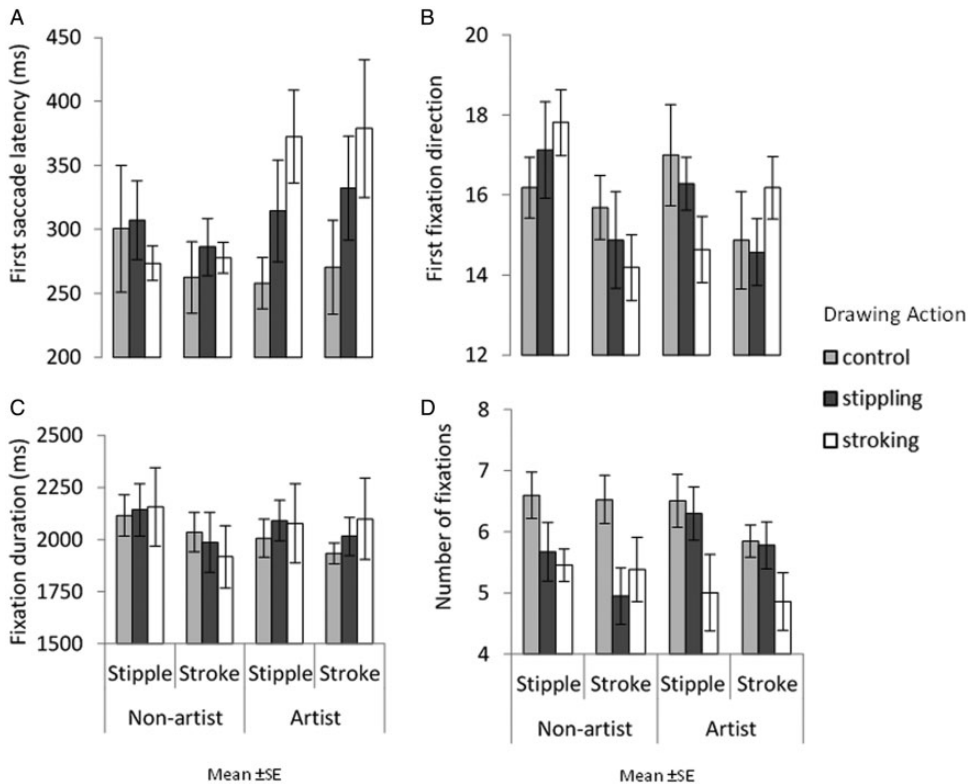 A
First saccade latency (ms)
450
400
350
300
250
200
B
First fixation direction
20
18
16
14
12
Drawing Action
control
stippling
stroking
C
Fixation duration (ms)
2500
2250
2000
1750
1500
Stipple Stroke Stipple Stroke
Non-artist Artist
Mean ±SE
D
Number of fixations
8
7
6
5
4
Stipple Stroke Stipple Stroke
Non-artist Artist
Mean ±SE